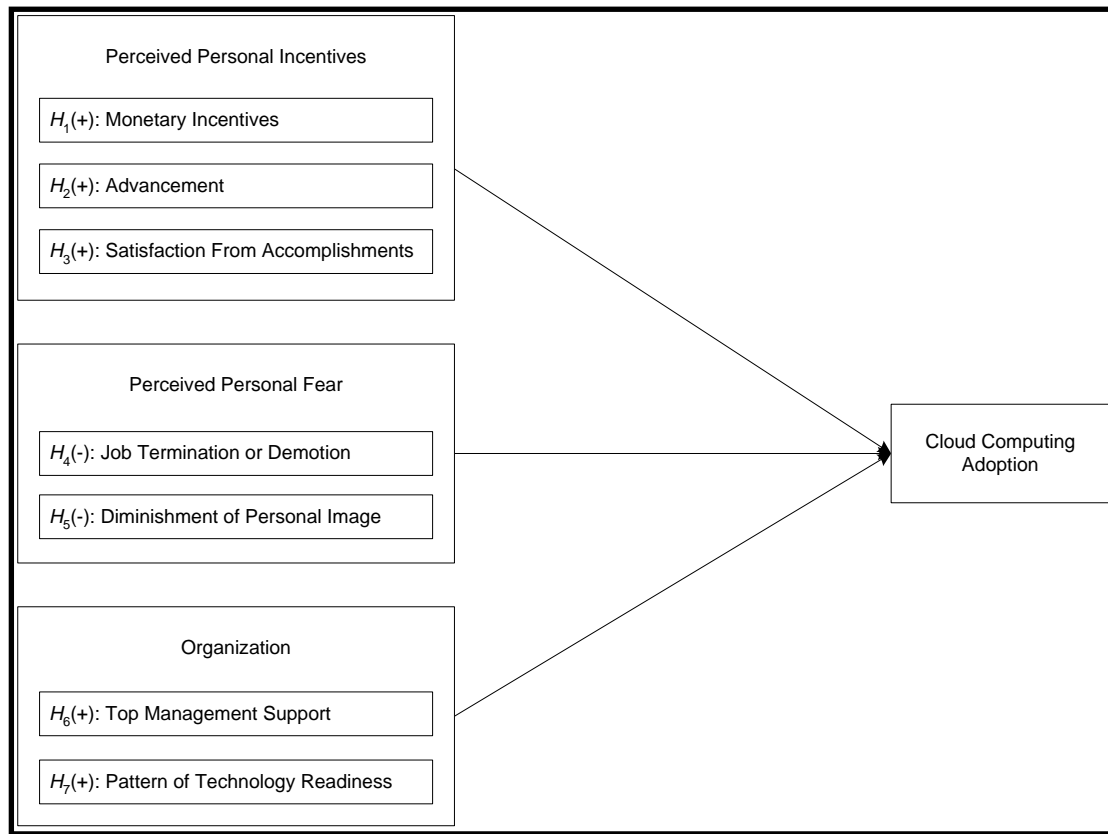 Perceived Personal Incentives
H₁(+): Monetary Incentives
H₂(+): Advancement
H₃(+): Satisfaction From Accomplishments
Perceived Personal Fear
H₄(-): Job Termination or Demotion
H₅(-): Diminishment of Personal Image
Organization
H₆(+): Top Management Support
H₇(+): Pattern of Technology Readiness
Cloud Computing
Adoption